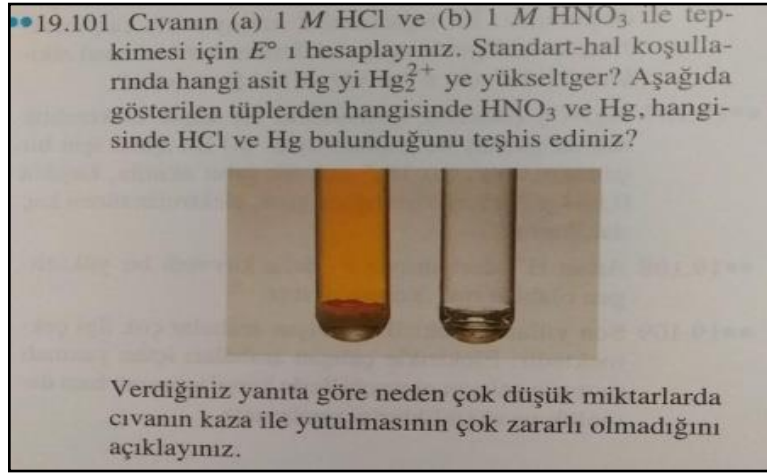 ••19.101 Cıvanın (a) 1 M HCl ve (b) 1 M HNO₃ ile tep-
kimesi için E° ı hesaplayınız. Standart-hal koşulla-
rında hangi asit Hg yi Hg₂²⁺ ye yükseltger? Aşağıda
gösterilen tüplerden hangisinde HNO₃ ve Hg, hangi-
sinde HCl ve Hg bulunduğunu teşhis ediniz?
Verdiğiniz yanıta göre neden çok düşük miktarlarda
cıvanın kaza ile yutulmasının çok zararlı olmadığını
açıklayınız.